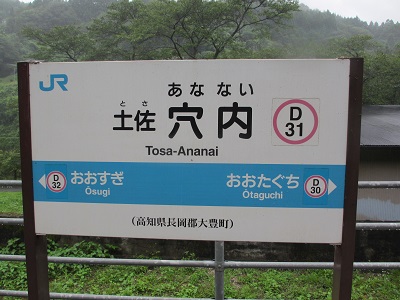 JR
とさ あなない
土佐 穴内
D
31
Tosa-Ananai
D
32
おおすぎ
Ōsugi
おおたぐち
Ōtaguchi
D
30
(高知県長岡郡大豊町)